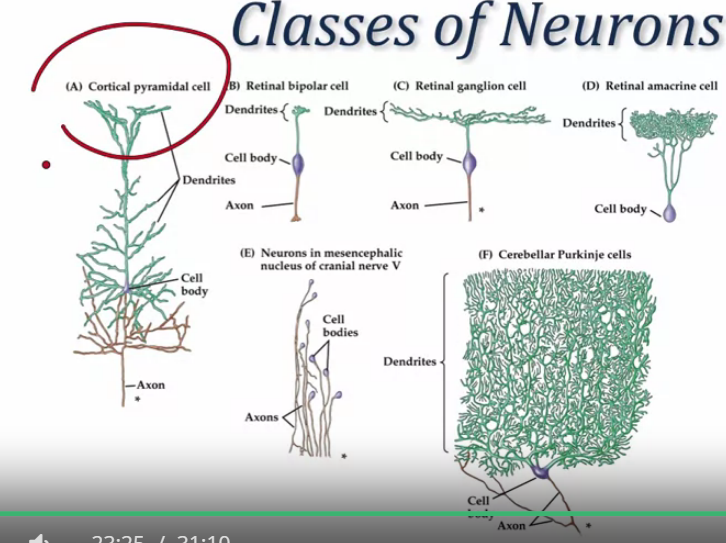 Classes of Neurons
(A) Cortical pyramidal cell
Dendrites
Cell
body
Axon
*
B) Retinal bipolar cell
Dendrites
Cell body
Axon
(C) Retinal ganglion cell
Dendrites
Cell body
Axon
*
(D) Retinal amacrine cell
Dendrites
Cell body
(E) Neurons in mesencephalic
nucleus of cranial nerve V
Cell
bodies
Axons
*
(F) Cerebellar Purkinje cells
Dendrites
Cell
body
Axon
*
23:25 / 31:10